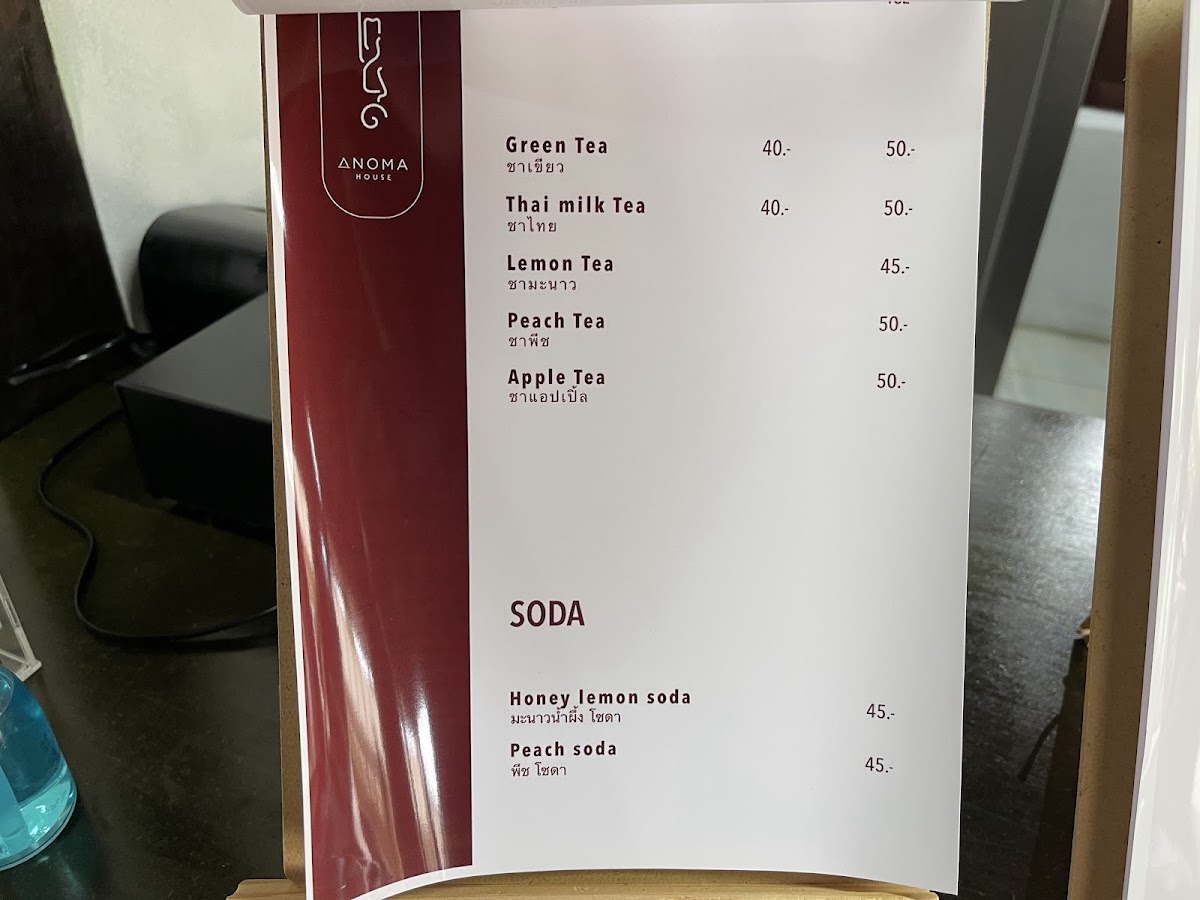 ANOMA
HOUSE
Green Tea 40.- 50.-
ชาเขียว
Thai milk Tea 40.- 50.-
ชาไทย
Lemon Tea 45.-
ชามะนาว
Peach Tea 50.-
ชาพีช
Apple Tea 50.-
ชาแอปเปิ้ล
SODA
Honey lemon soda 45.-
มะนาวน้ำผึ้ง โซดา
Peach soda 45.-
พีช โซดา